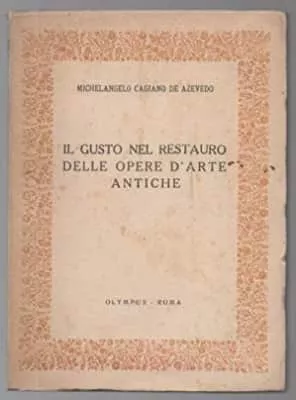 MICHELANGELO CAGIANO DE AZEVEDO
IL GUSTO NEL RESTAURO
DELLE OPERE D'ARTE
ANTICHE
OLYMPUS - ROMA